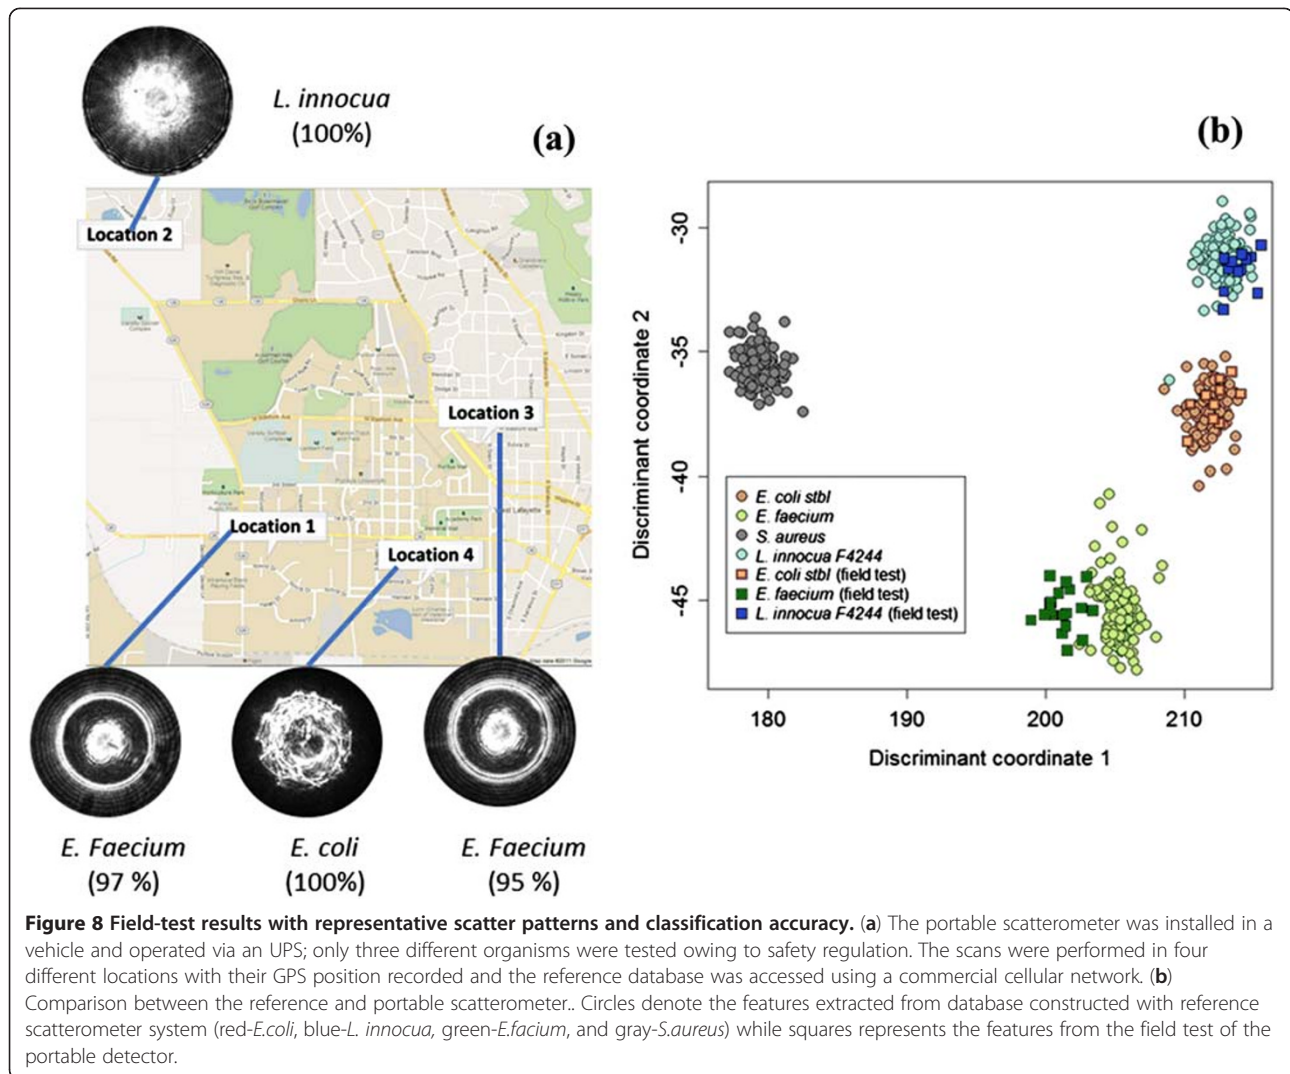 L. innocua
(100%)
(a)
(b)
Location 2
Location 3
Location 1
Location 4
E. Faecium
(97 %)
E. coli
(100%)
E. Faecium
(95 %)
Discriminant coordinate 2
-30
-35
-40
-45
E. coli stbl
E. faecium
S. aureus
L. innocua F4244
E. coli stbl (field test)
E. faecium (field test)
L. innocua F4244 (field test)
180
190
200
210
Discriminant coordinate 1
Figure 8 Field-test results with representative scatter patterns and classification accuracy. (a) The portable scatterometer was installed in a
vehicle and operated via an UPS; only three different organisms were tested owing to safety regulation. The scans were performed in four
different locations with their GPS position recorded and the reference database was accessed using a commercial cellular network. (b)
Comparison between the reference and portable scatterometer.. Circles denote the features extracted from database constructed with reference
scatterometer system (red-E.coli, blue-L. innocua, green-E.facium, and gray-S.aureus) while squares represents the features from the field test of the
portable detector.